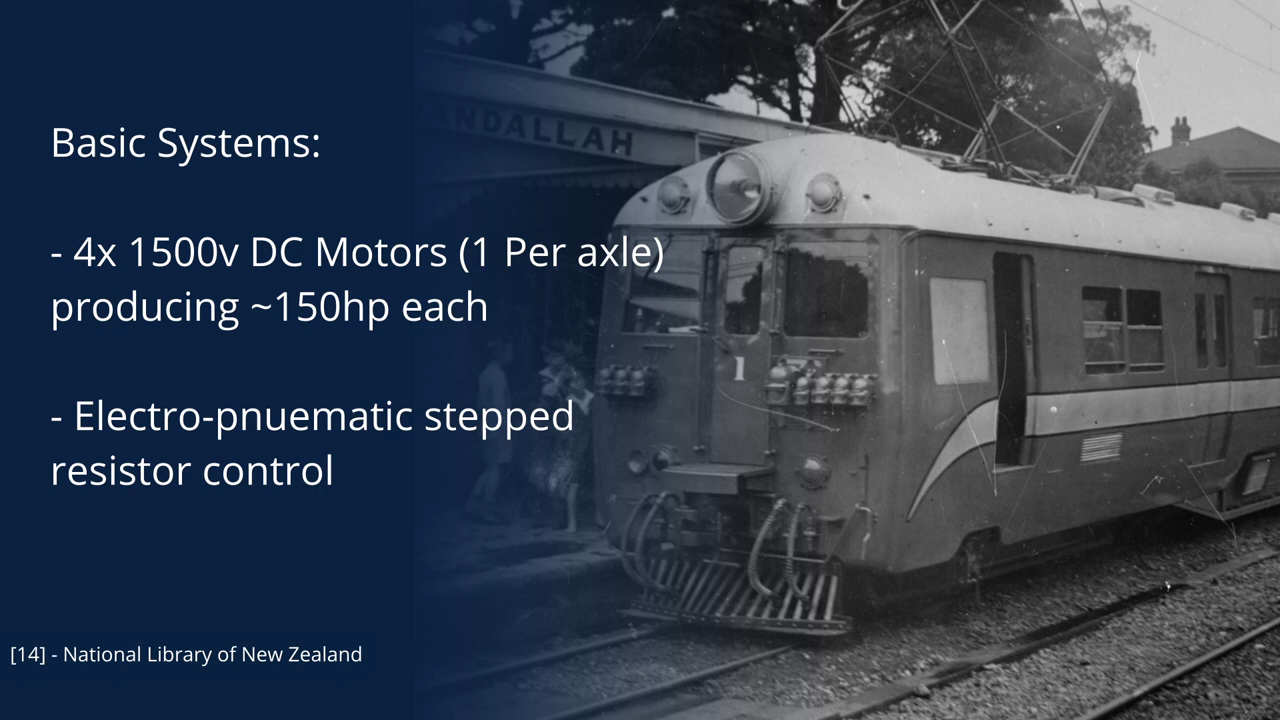 ANDALLAH
Basic Systems:
- 4x 1500v DC Motors (1 Per axle)
producing ~150hp each
1
- Electro-pnuematic stepped
resistor control
[14] - National Library of New Zealand